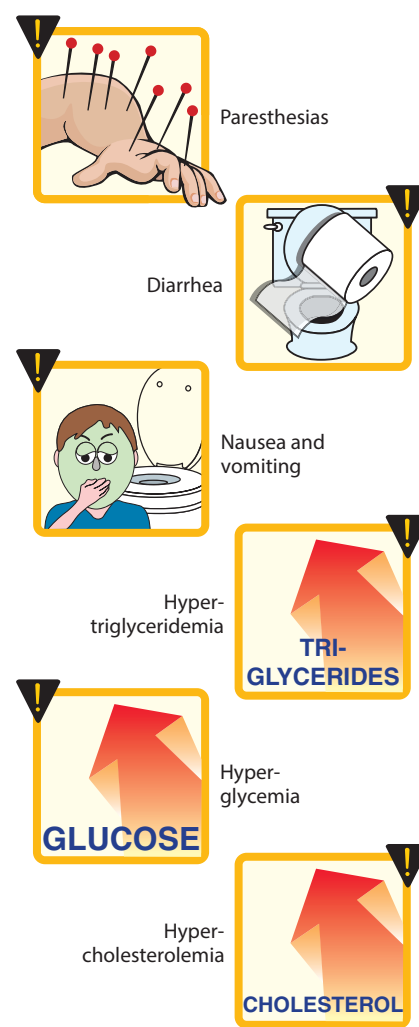 Paresthesias
Diarrhea
Nausea and
vomiting
Hyper-
triglyceridemia
TRI-
GLYCERIDES
GLUCOSE
Hyper-
glycemia
Hyper-
cholesterolemia
CHOLESTEROL